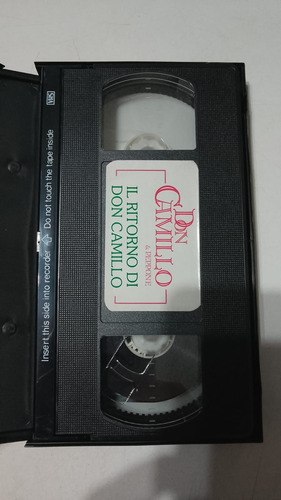 DON
CAMILLO
& PEPPONE
IL RITORNO DI
DON CAMILLO
Insert this side into recorder Do not touch the tape inside
VHS